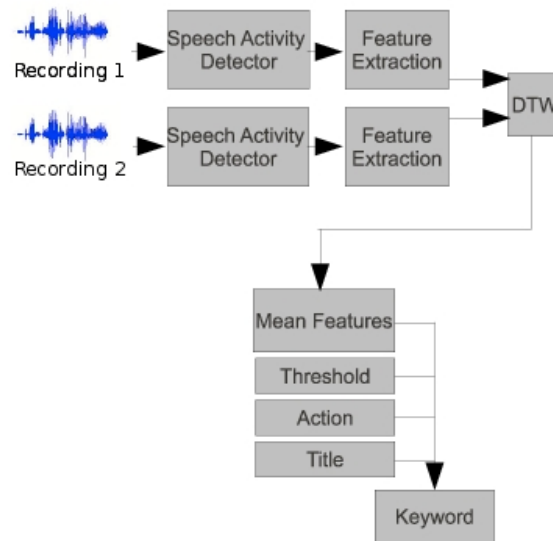 Recording 1
Speech Activity
Detector
Feature
Extraction
DTW
Recording 2
Speech Activity
Detector
Feature
Extraction
Mean Features
Threshold
Action
Title
Keyword